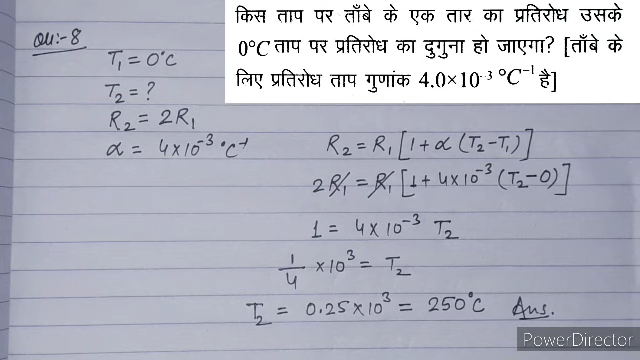 Qu:-8
किस ताप पर ताँबे के एक तार का प्रतिरोध उसके
0°C ताप पर प्रतिरोध का दुगुना हो जाएगा? [ताँबे के
लिए प्रतिरोध ताप गुणांक 4.0×10⁻³ °C⁻¹ है]
T₁ = 0°C
T₂ = ?
R₂ = 2R₁
α = 4×10⁻³ °C⁻¹
R₂ = R₁ [1 + α (T₂ - T₁)]
2R₁ = R₁ [1 + 4×10⁻³ (T₂ - 0)]
1 = 4×10⁻³ T₂
1/4 ×10³ = T₂
T₂ = 0.25×10³ = 250°C Ans.
PowerDirector